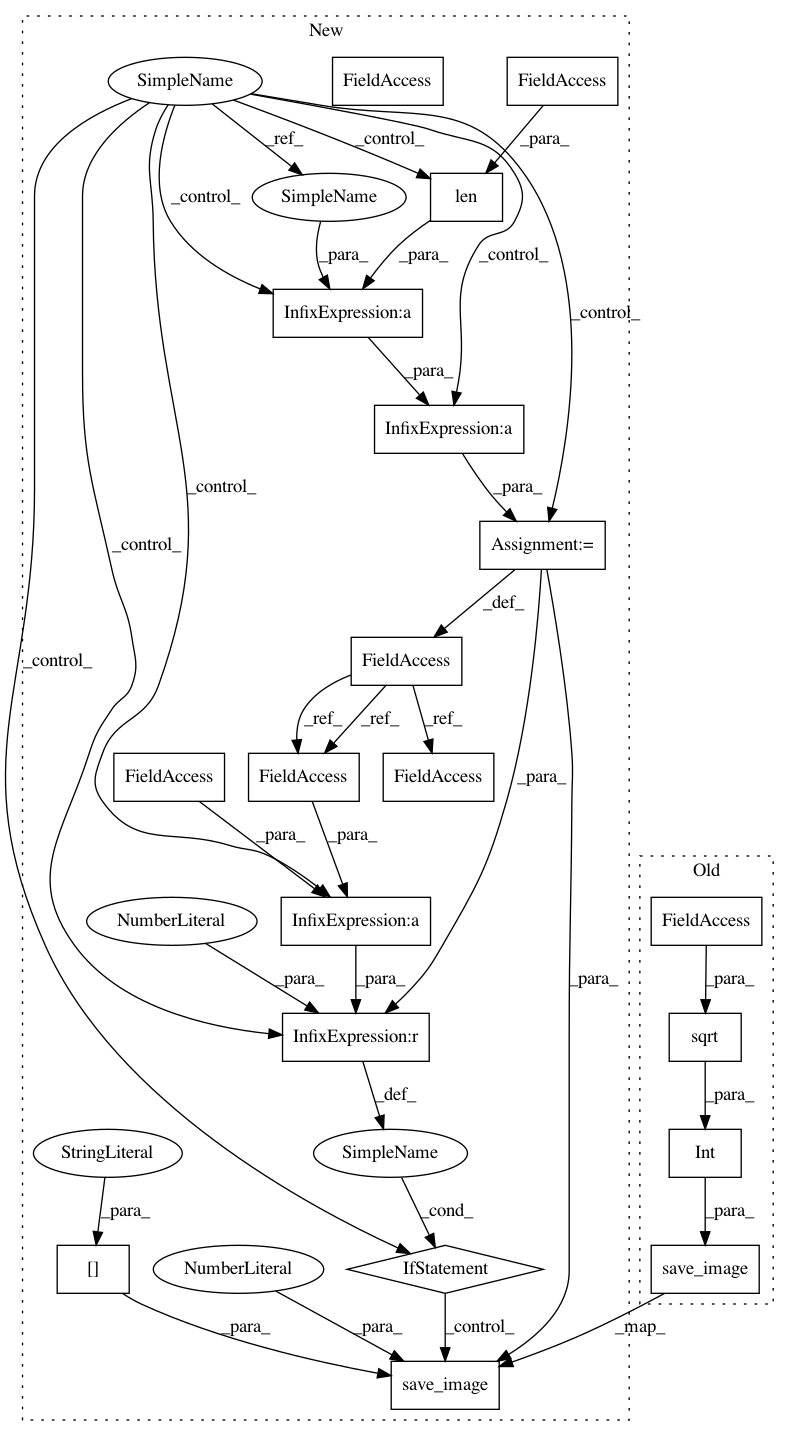 New
SimpleName
FieldAccess
FieldAccess
_ref_
_control_
_para_
_control_
SimpleName
len
_para_
_para_
_control_
_control_
InfixExpression:a
_para_
InfixExpression:a
_control_
_para_
_control_
Assignment:=
_def_
_control_
FieldAccess
_ref_
_ref_
_ref_
FieldAccess
FieldAccess
FieldAccess
_para_
_para_
_para_
Old
NumberLiteral
InfixExpression:a
FieldAccess
_para_
_para_
_para_
_para_
InfixExpression:r
sqrt
_def_
_para_
StringLiteral
SimpleName
Int
_para_
_cond_
_para_
[]
NumberLiteral
IfStatement
save_image
_para_
_para_
_control_
_map_
save_image